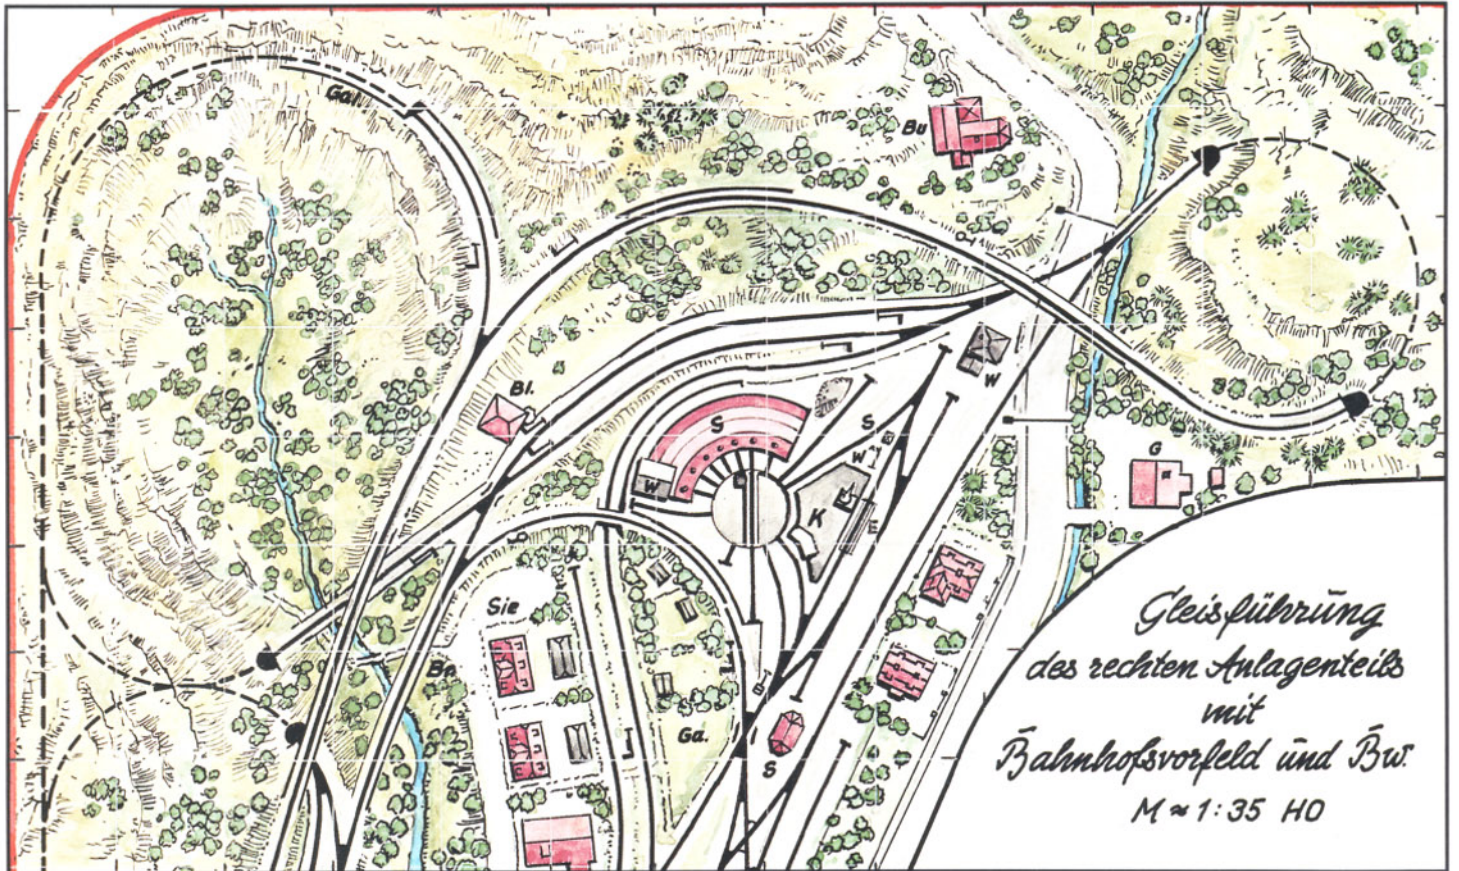 Gal.
Bu
Bl.
W
S
S
G
W
W
K
E
Sie
Ba
Ga.
S
Gleisführung
des rechten Anlagenteils
mit
Bahnhofsvorfeld und Bw.
M ≈ 1:35 HO